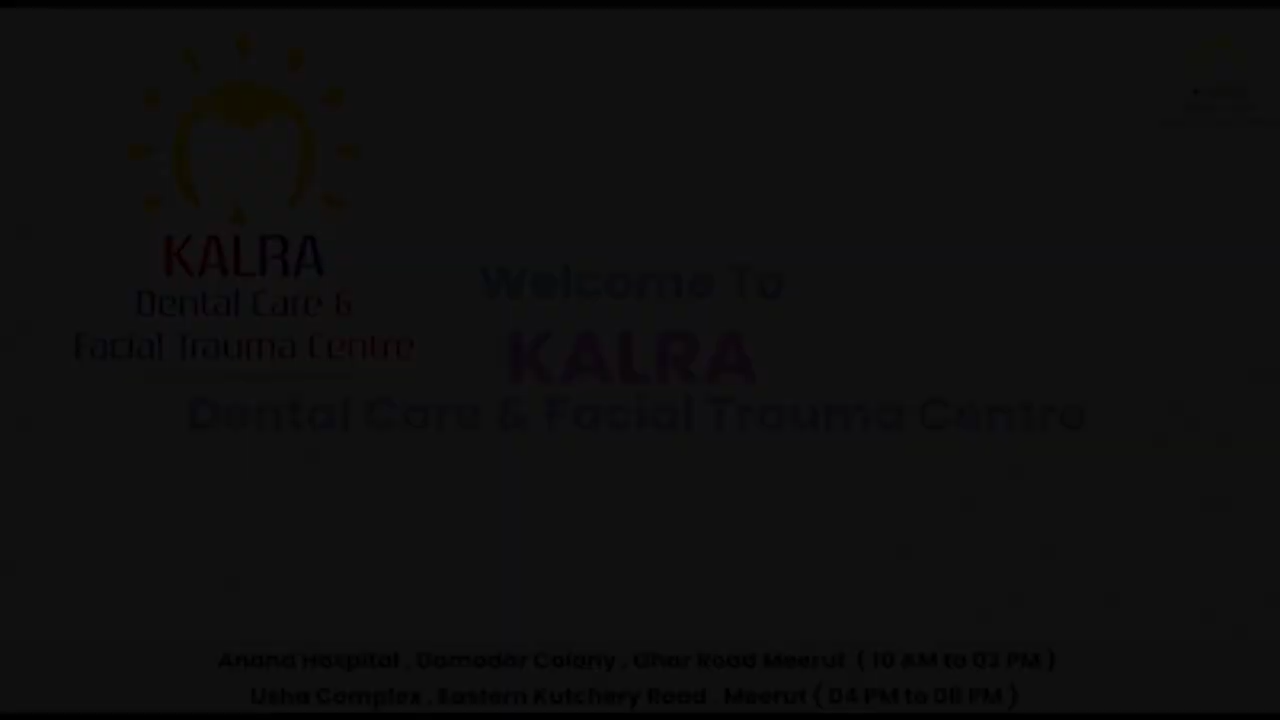 KALRA
Dental Care &
Facial Trauma Centre
Welcome To
KALRA
Dental Care & Facial Trauma Centre
Anand Hospital , Damodar Colony , Ghar Road Meerut ( 10 AM to 03 PM )
Usha Complex , Eastern Kutchery Road , Meerut ( 04 PM to 08 PM )